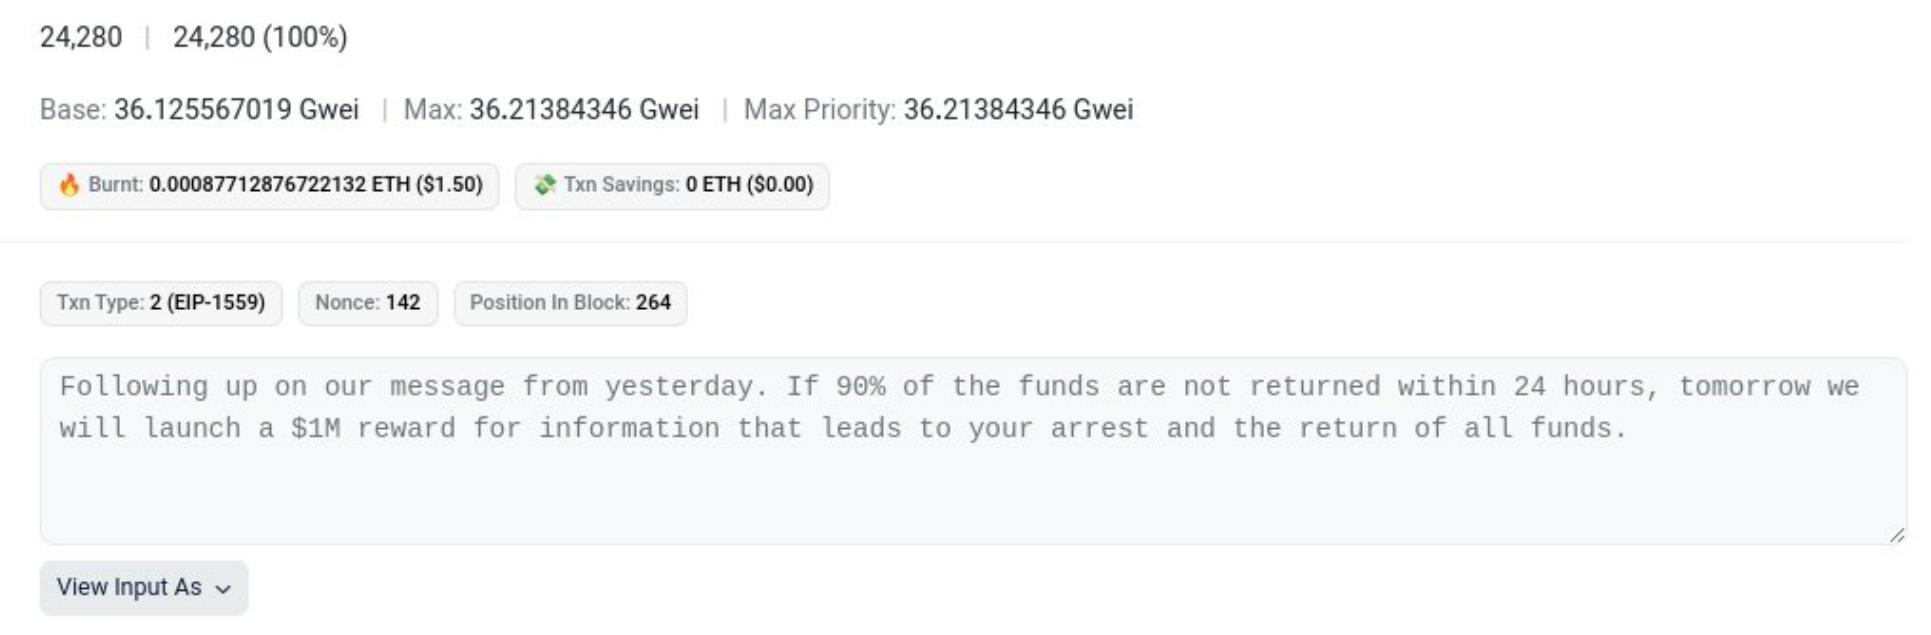 24,280 | 24,280 (100%)
Base: 36.125567019 Gwei | Max: 36.21384346 Gwei | Max Priority: 36.21384346 Gwei
🔥 Burnt: 0.00087712876722132 ETH ($1.50) 💸 Txn Savings: 0 ETH ($0.00)
Txn Type: 2 (EIP-1559) Nonce: 142 Position In Block: 264
Following up on our message from yesterday. If 90% of the funds are not returned within 24 hours, tomorrow we
will launch a $1M reward for information that leads to your arrest and the return of all funds.
View Input As